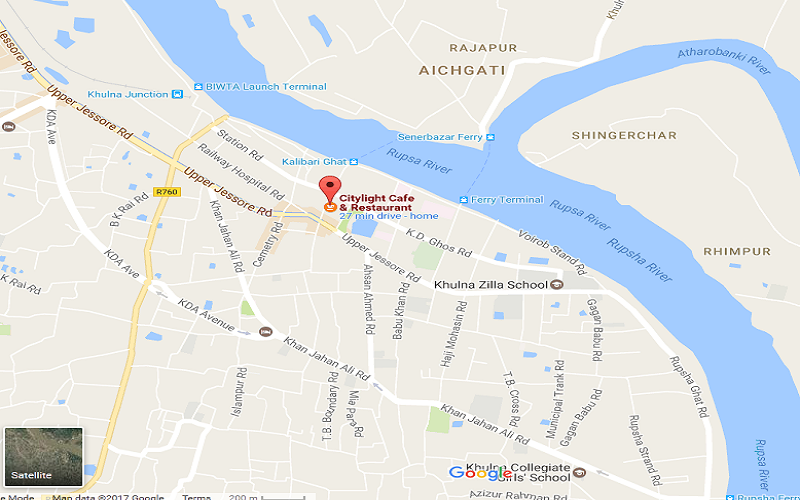 Khulna
RAJAPUR
AICHGATI
Atharobanki River
BIWTA Launch Terminal
Khulna Junction
Upper Jessore Rd
KDA Ave
Station Rd
Senerbazar Ferry
SHINGERCHAR
Kalibari Ghat
Rupsa River
Railway Hospital Rd
Upper Jessore Rd
R760
Citylight Cafe
& Restaurant
27 min drive - home
Ferry Terminal
Rupsa River
B K Rai Rd
Khan Jahan Ali Rd
Cemetry Rd
K.D. Ghos Rd
Voirob Stand Rd
Rupsha River
RHIMPUR
Upper Jessore Rd
KDA Ave
K Rai Rd
Khulna Zilla School
Ahsan Ahmed Rd
Babu Khan Rd
Haji Mohasin Rd
Gagan Babu Rd
KDA Avenue
Khan Jahan Ali Rd
Rupsha Ghat Rd
Islampur Rd
T.B. Boundary Rd
Mia Para Rd
T.B. Cross Rd
Municipal Trank Rd
Gagan Babu Rd
Khan Jahan Ali Rd
Rupsha Strand Rd
Rupsa River
Satellite
Google
Khulna Collegiate
Girls' School
Azizur Rahman Rd
Rupsha Ferry
e Mode
Map data ©2017 Google
Terms
200 m